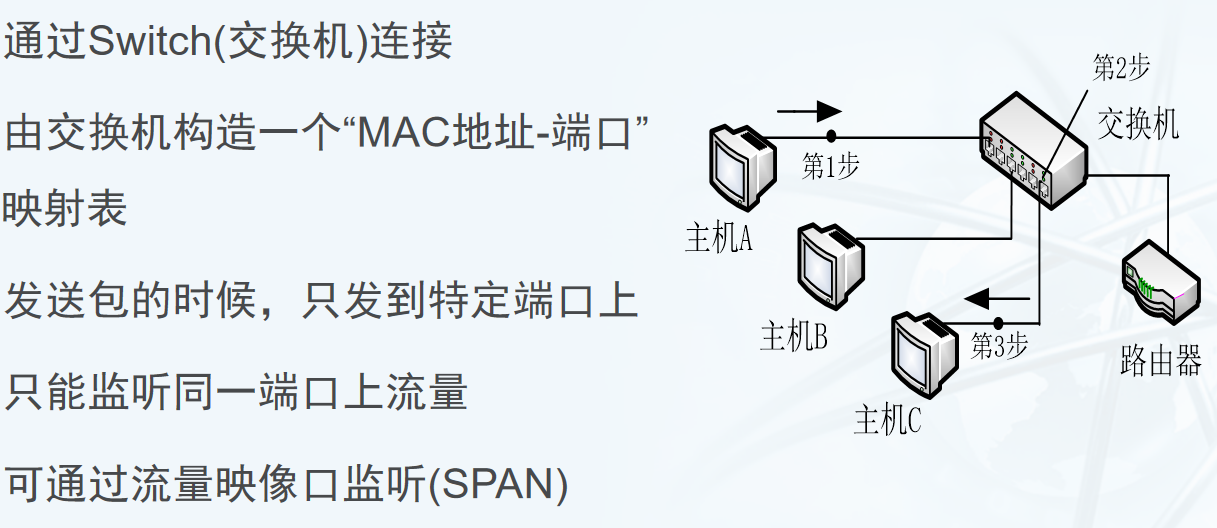 通过Switch(交换机)连接
由交换机构造一个“MAC地址-端口”
映射表
发送包的时候，只发到特定端口上
只能监听同一端口上流量
可通过流量映像口监听(SPAN)
第2步
交换机
第1步
主机A
主机B
第3步
路由器
主机C